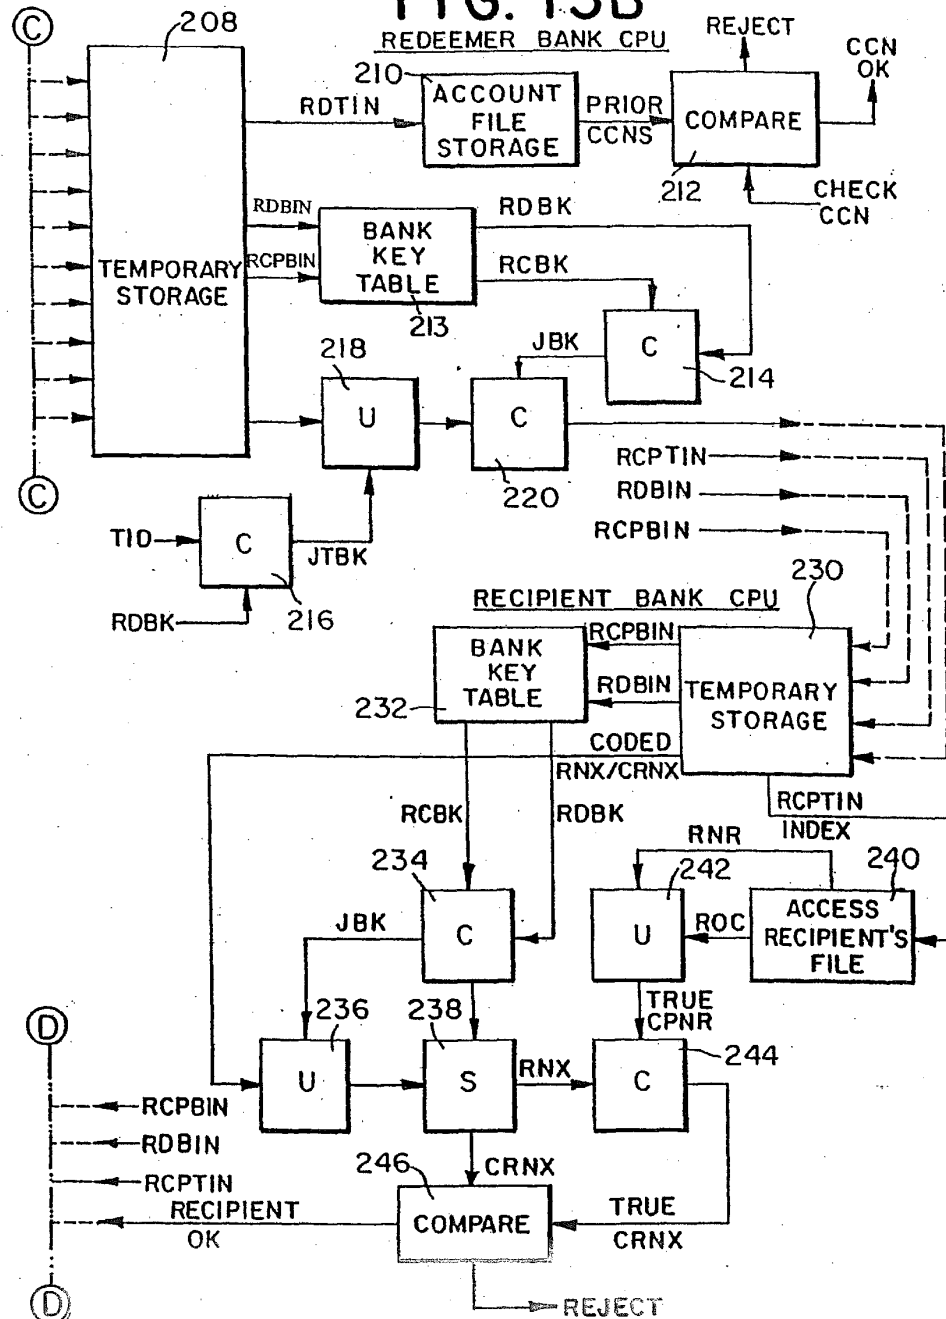 FIG. 13B
REDEEMER BANK CPU
C
208
TEMPORARY
STORAGE
RDTIN
210
ACCOUNT
FILE
STORAGE
PRIOR
CCNS
REJECT
COMPARE
212
CCN
OK
CHECK
CCN
RDBIN
RCPBIN
BANK
KEY
TABLE
213
RDBK
RCBK
C
214
JBK
218
U
C
220
C
TID
C
216
JTBK
RDBK
RCPTIN
RDBIN
RCPBIN
230
RECIPIENT BANK CPU
BANK
KEY
TABLE
232
RCPBIN
RDBIN
TEMPORARY
STORAGE
CODED
RNX/CRNX
RCPTIN
INDEX
RCBK
RDBK
234
C
JBK
RNR
242
U
ROC
240
ACCESS
RECIPIENT'S
FILE
TRUE
CPNR
D
236
U
238
S
RNX
C
244
RCPBIN
RDBIN
RCPTIN
RECIPIENT
OK
CRNX
246
COMPARE
TRUE
CRNX
D
REJECT